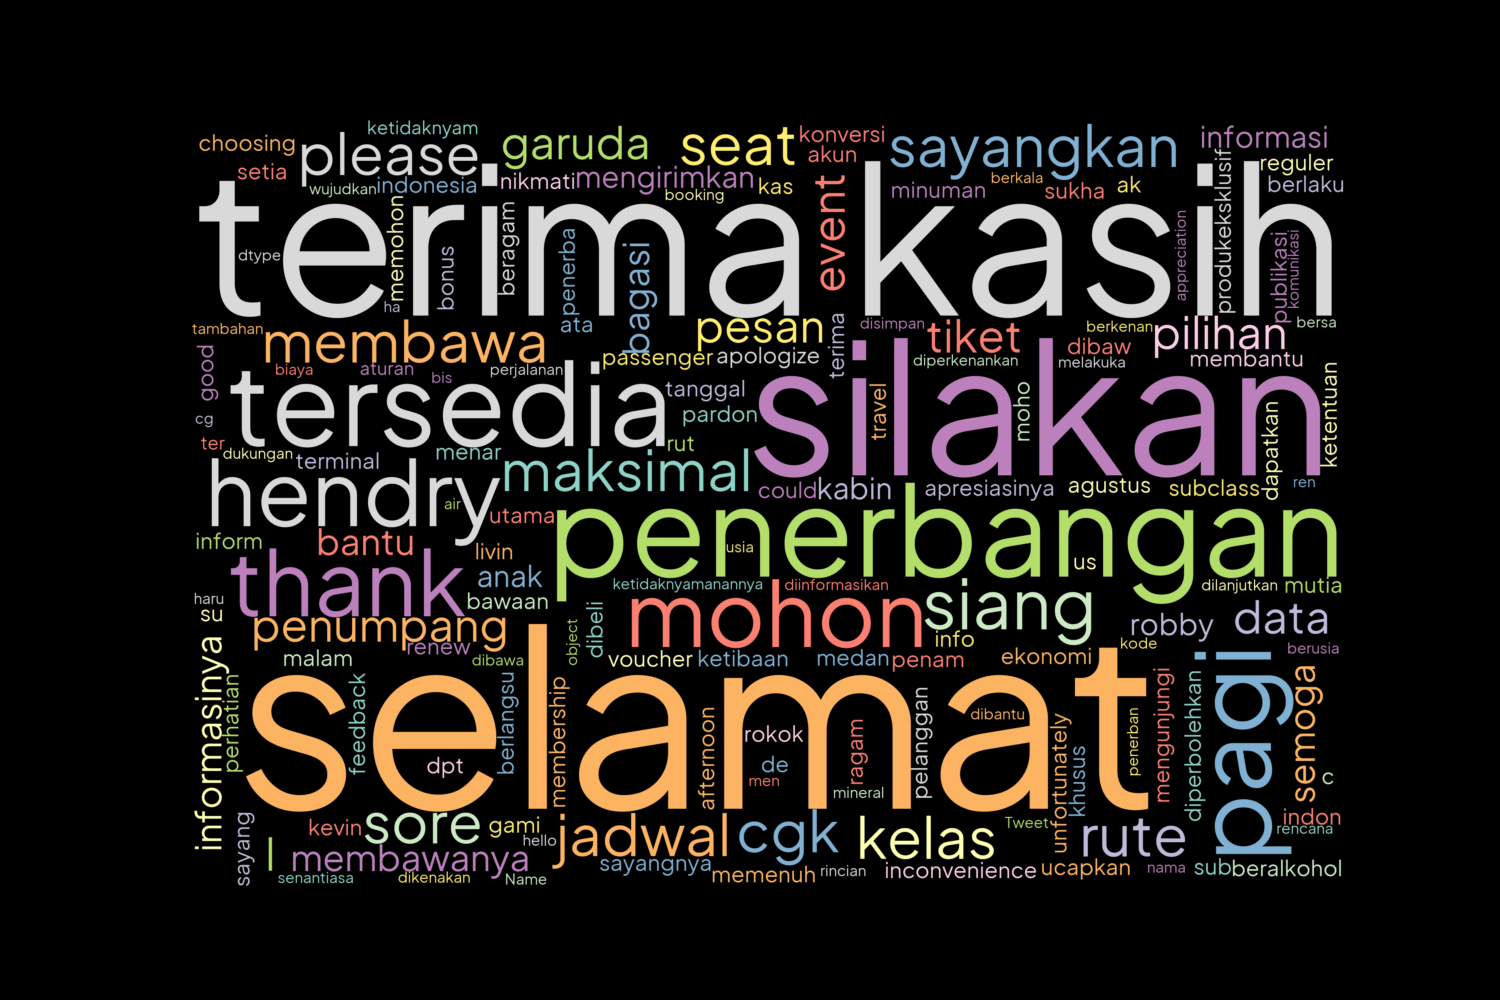 choosing
ketidaknyam
please
garuda
seat
konversi
sayangkan
informasi
setia
wujudkan
indonesia
nikmati
mengirimkan
booking
kas
akun
minuman
berkala
sukha
ak
reguler
berlaku
terima kasih
dtype
memohon
ha
bonus
beragam
penerba
bagasi
event
appreciation
produk
eksklusif
publikasi
komunikasi
tambahan
membawa
ata
pesan
terima
disimpan
tiket
berkenan
pilihan
bersa
good
biaya
aturan
bis
perjalanan
passenger
apologize
diperkenankan
dibaw
melakuka
membantu
tersedia
tanggal
silakan
travel
moho
ketentuan
cg
pardon
rut
ter
dukungan
terminal
menar
maksimal
could
kabin
apresiasinya
agustus
subclass
dapatkan
ren
hendry
air
utama
penerbangan
usia
us
inform
bantu
livin
thank
anak
bawaan
ketidaknyamanannya
diinformasikan
dilanjutkan
mutia
haru
su
mohon
siang
robby
data
penumpang
renew
dibawa
object
dibeli
info
kode
berusia
informasinya
perhatian
malam
voucher
ketibaan
medan
penam
ekonomi
selamat
feedback
dpt
berlangsu
membership
afternoon
rokok
de
men
ragam
mineral
pelanggan
dibantu
unfortunately
khusus
penerban
mengunjungi
diperbolehkan
pagi
semoga
c
sayang
kevin
sore
gami
hello
jadwal
cgk
kelas
Tweet
rute
indon
rencana
l
membawanya
sayangnya
memenuh
rincian
inconvenience
ucapkan
nama
sub
beralkohol
senantiasa
dikenakan
Name